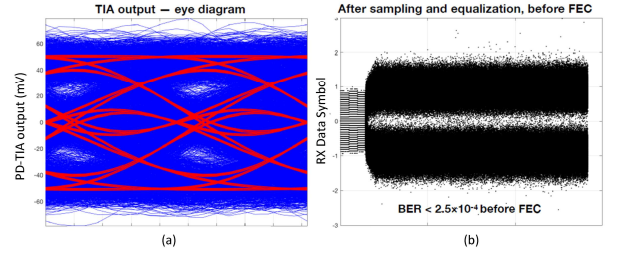 TIA output — eye diagram
PD-TIA output (mV)
60
40
20
0
-20
-40
-60
(a)
After sampling and equalization, before FEC
RX Data Symbol
3
2
1
0
-1
-2
-3
BER < 2.5×10⁻⁴ before FEC
(b)